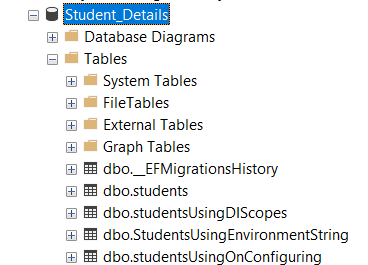 Student_Details
Database Diagrams
Tables
System Tables
FileTables
External Tables
Graph Tables
dbo.__EFMigrationsHistory
dbo.students
dbo.studentsUsingDIScopes
dbo.StudentsUsingEnvironmentString
dbo.studentsUsingOnConfiguring